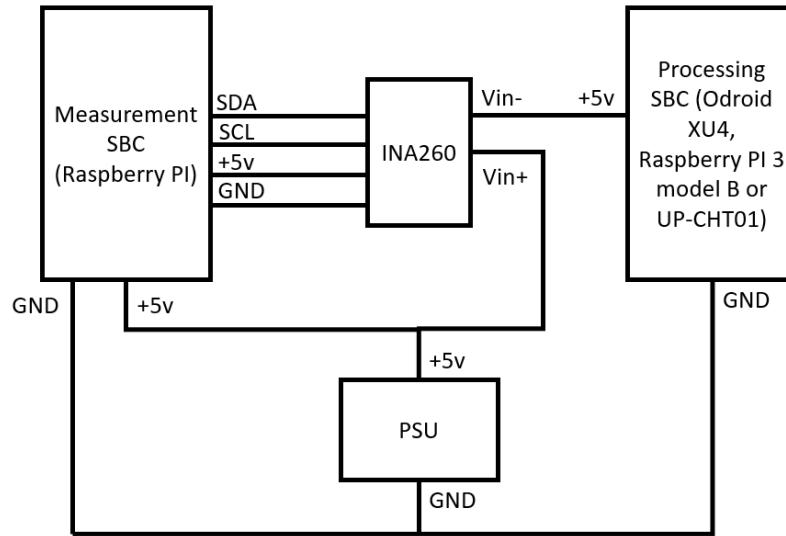 Measurement
SBC
(Raspberry PI)
SDA
SCL
+5v
GND
INA260
Vin-
Vin+
+5v
Processing
SBC (Odroid
XU4,
Raspberry PI 3
model B or
UP-CHT01)
GND
+5v
GND
+5v
PSU
GND